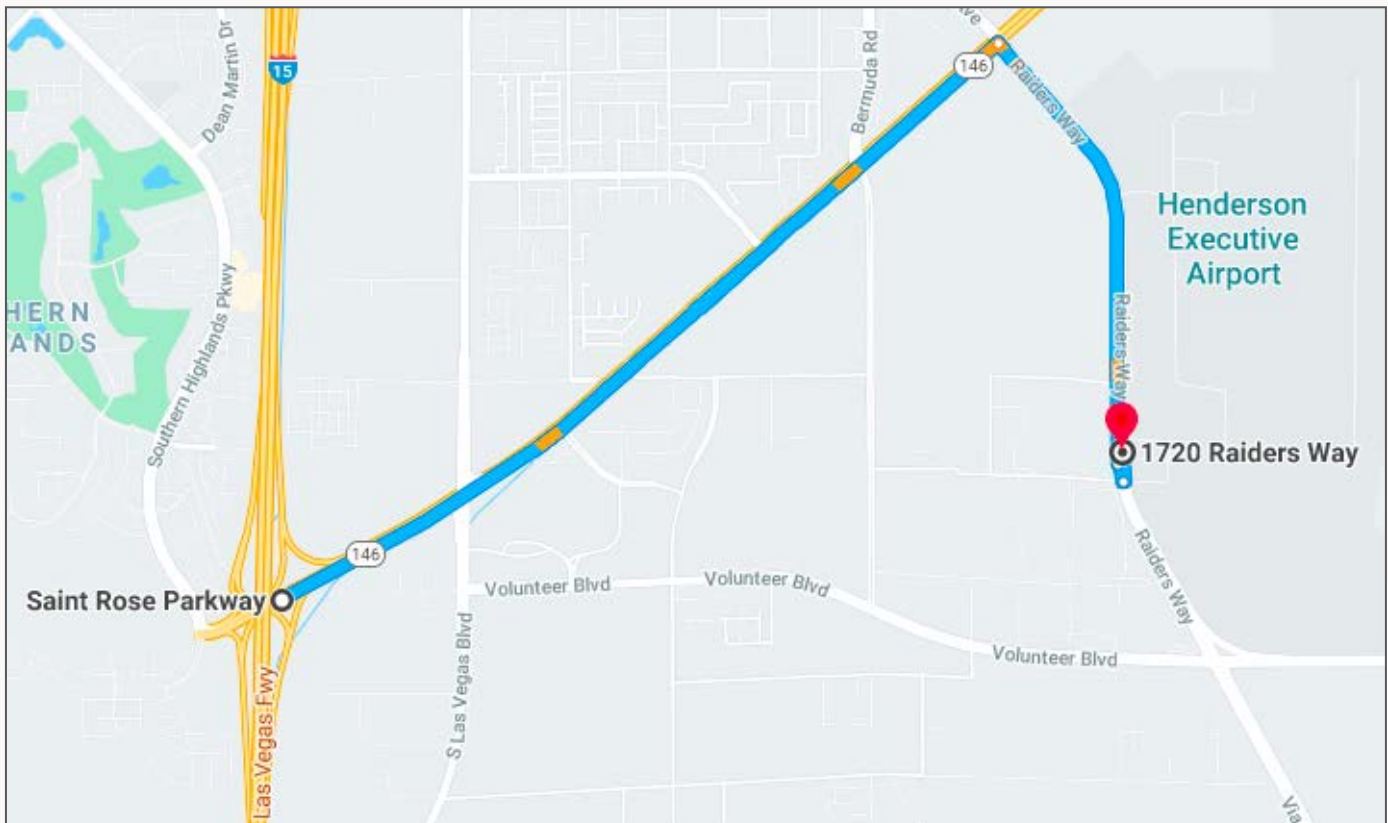 ve
Dean Martin Dr
15
146
Bermuda Rd
Raiders Way
Henderson
Executive
Airport
HERN
ANDS
Southern Highlands Pkwy
Raiders Way
1720 Raiders Way
146
Saint Rose Parkway
Volunteer Blvd
Volunteer Blvd
Raiders Way
Volunteer Blvd
S Las Vegas Blvd
Las Vegas Fwy
Via